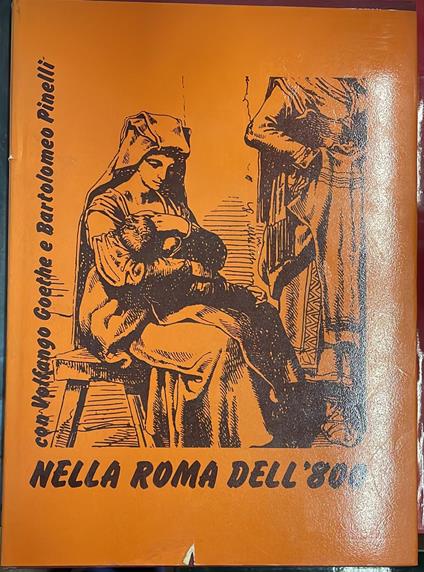 con Volfango Goethe e Bartolomeo Pinelli
NELLA ROMA DELL'800